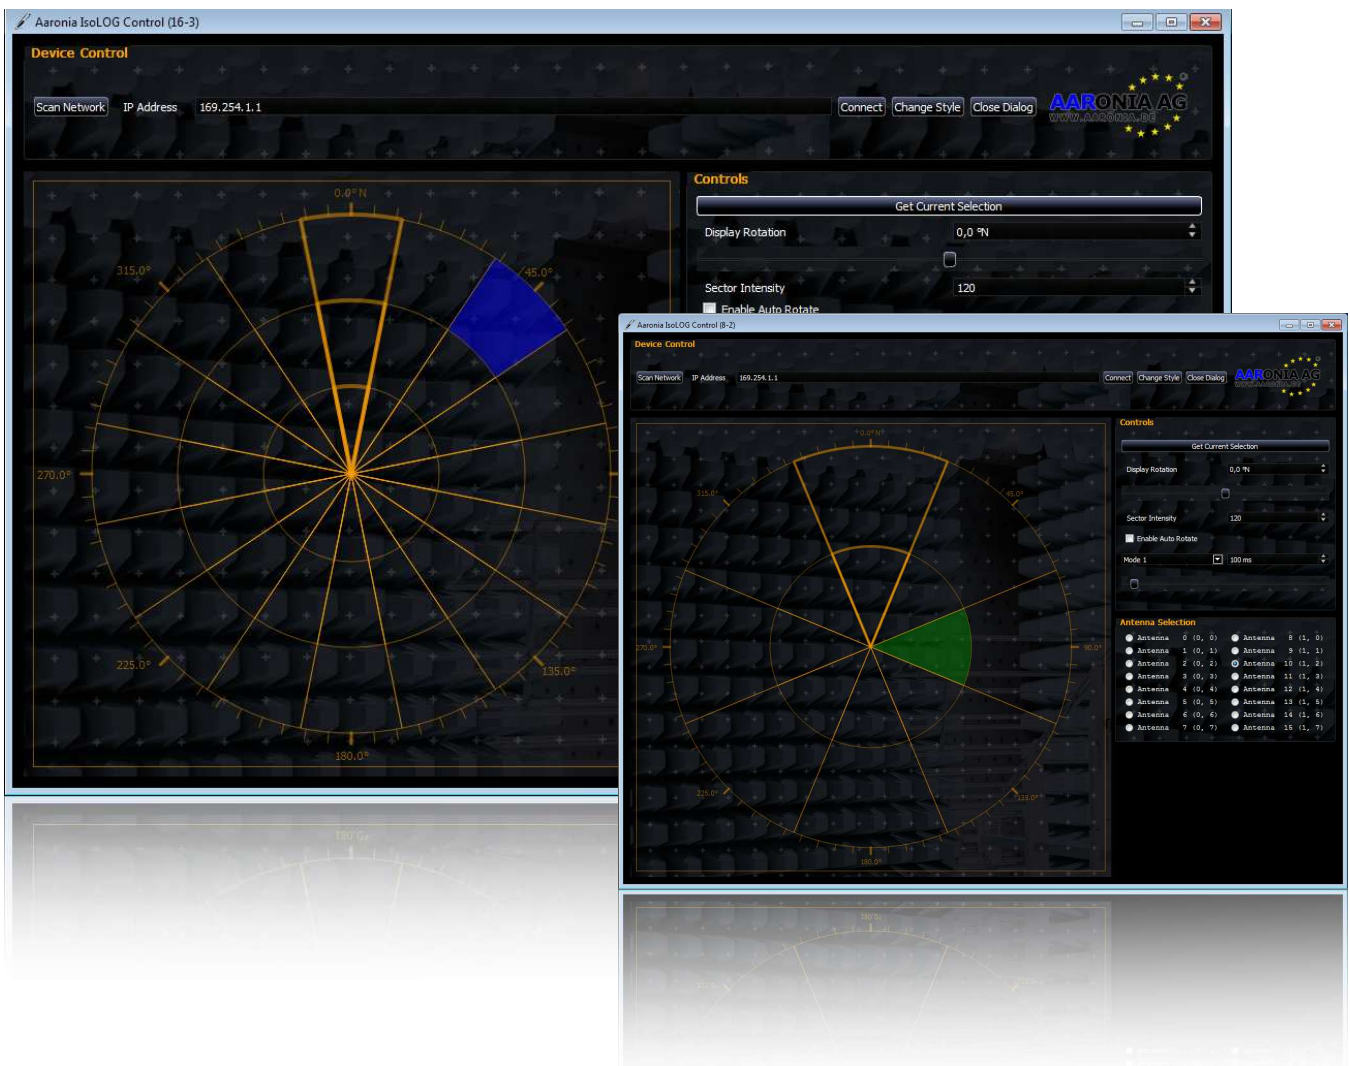 Aaronia IsoLOG Control (16-3)
Device Control
Scan Network IP Address 169.254.1.1 Connect Change Style Close Dialog
AARONIA AG
WWW.AARONIA.DE
0.0°N
315.0°
45.0°
270.0°
225.0°
135.0°
180.0°
Controls
Get Current Selection
Display Rotation 0,0 °N
Sector Intensity 120
Enable Auto Rotate
Aaronia IsoLOG Control (8-2)
Device Control
Scan Network IP Address 169.254.1.1 Connect Change Style Close Dialog
AARONIA AG
WWW.AARONIA.DE
0.0°N
315.0°
45.0°
270.0°
90.0°
225.0°
135.0°
180.0°
Controls
Get Current Selection
Display Rotation 0,0 °N
Sector Intensity 120
Enable Auto Rotate
Mode 1 100 ms
Antenna Selection
Antenna 0 (0, 0) Antenna 8 (1, 0)
Antenna 1 (0, 1) Antenna 9 (1, 1)
Antenna 2 (0, 2) Antenna 10 (1, 2)
Antenna 3 (0, 3) Antenna 11 (1, 3)
Antenna 4 (0, 4) Antenna 12 (1, 4)
Antenna 5 (0, 5) Antenna 13 (1, 5)
Antenna 6 (0, 6) Antenna 14 (1, 6)
Antenna 7 (0, 7) Antenna 15 (1, 7)